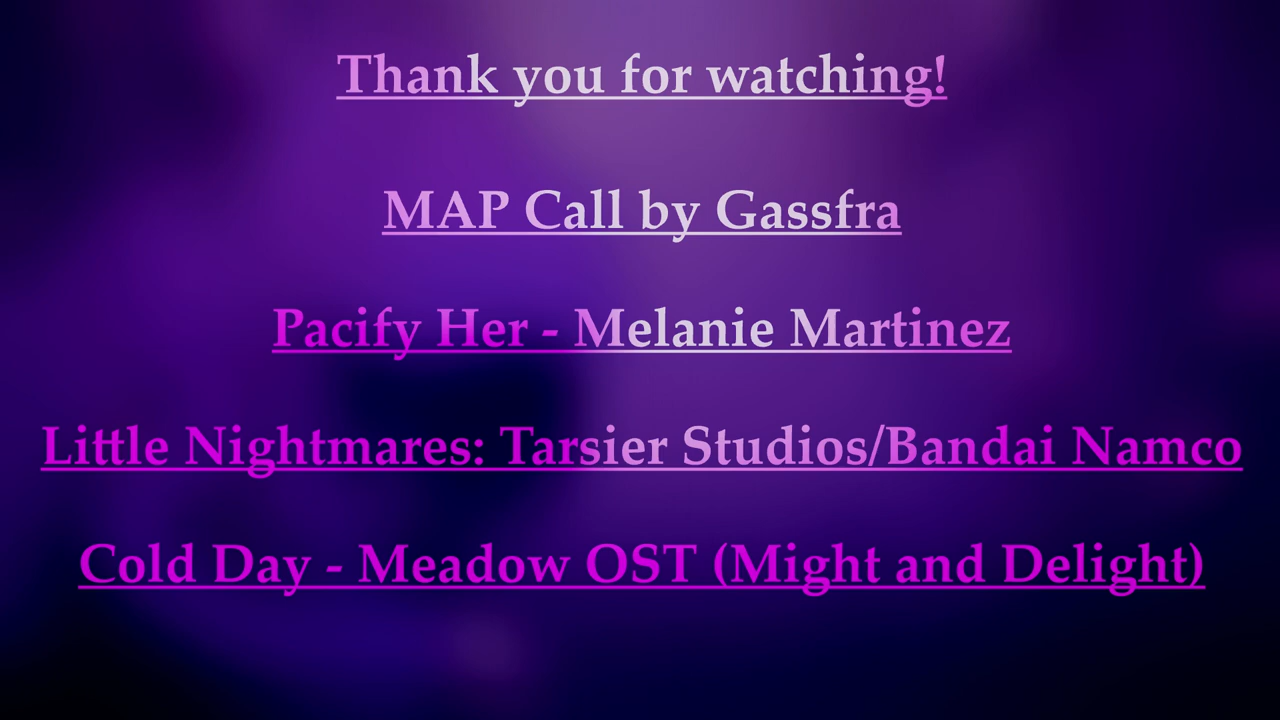 Thank you for watching!
MAP Call by Gassfra
Pacify Her - Melanie Martinez
Little Nightmares: Tarsier Studios/Bandai Namco
Cold Day - Meadow OST (Might and Delight)